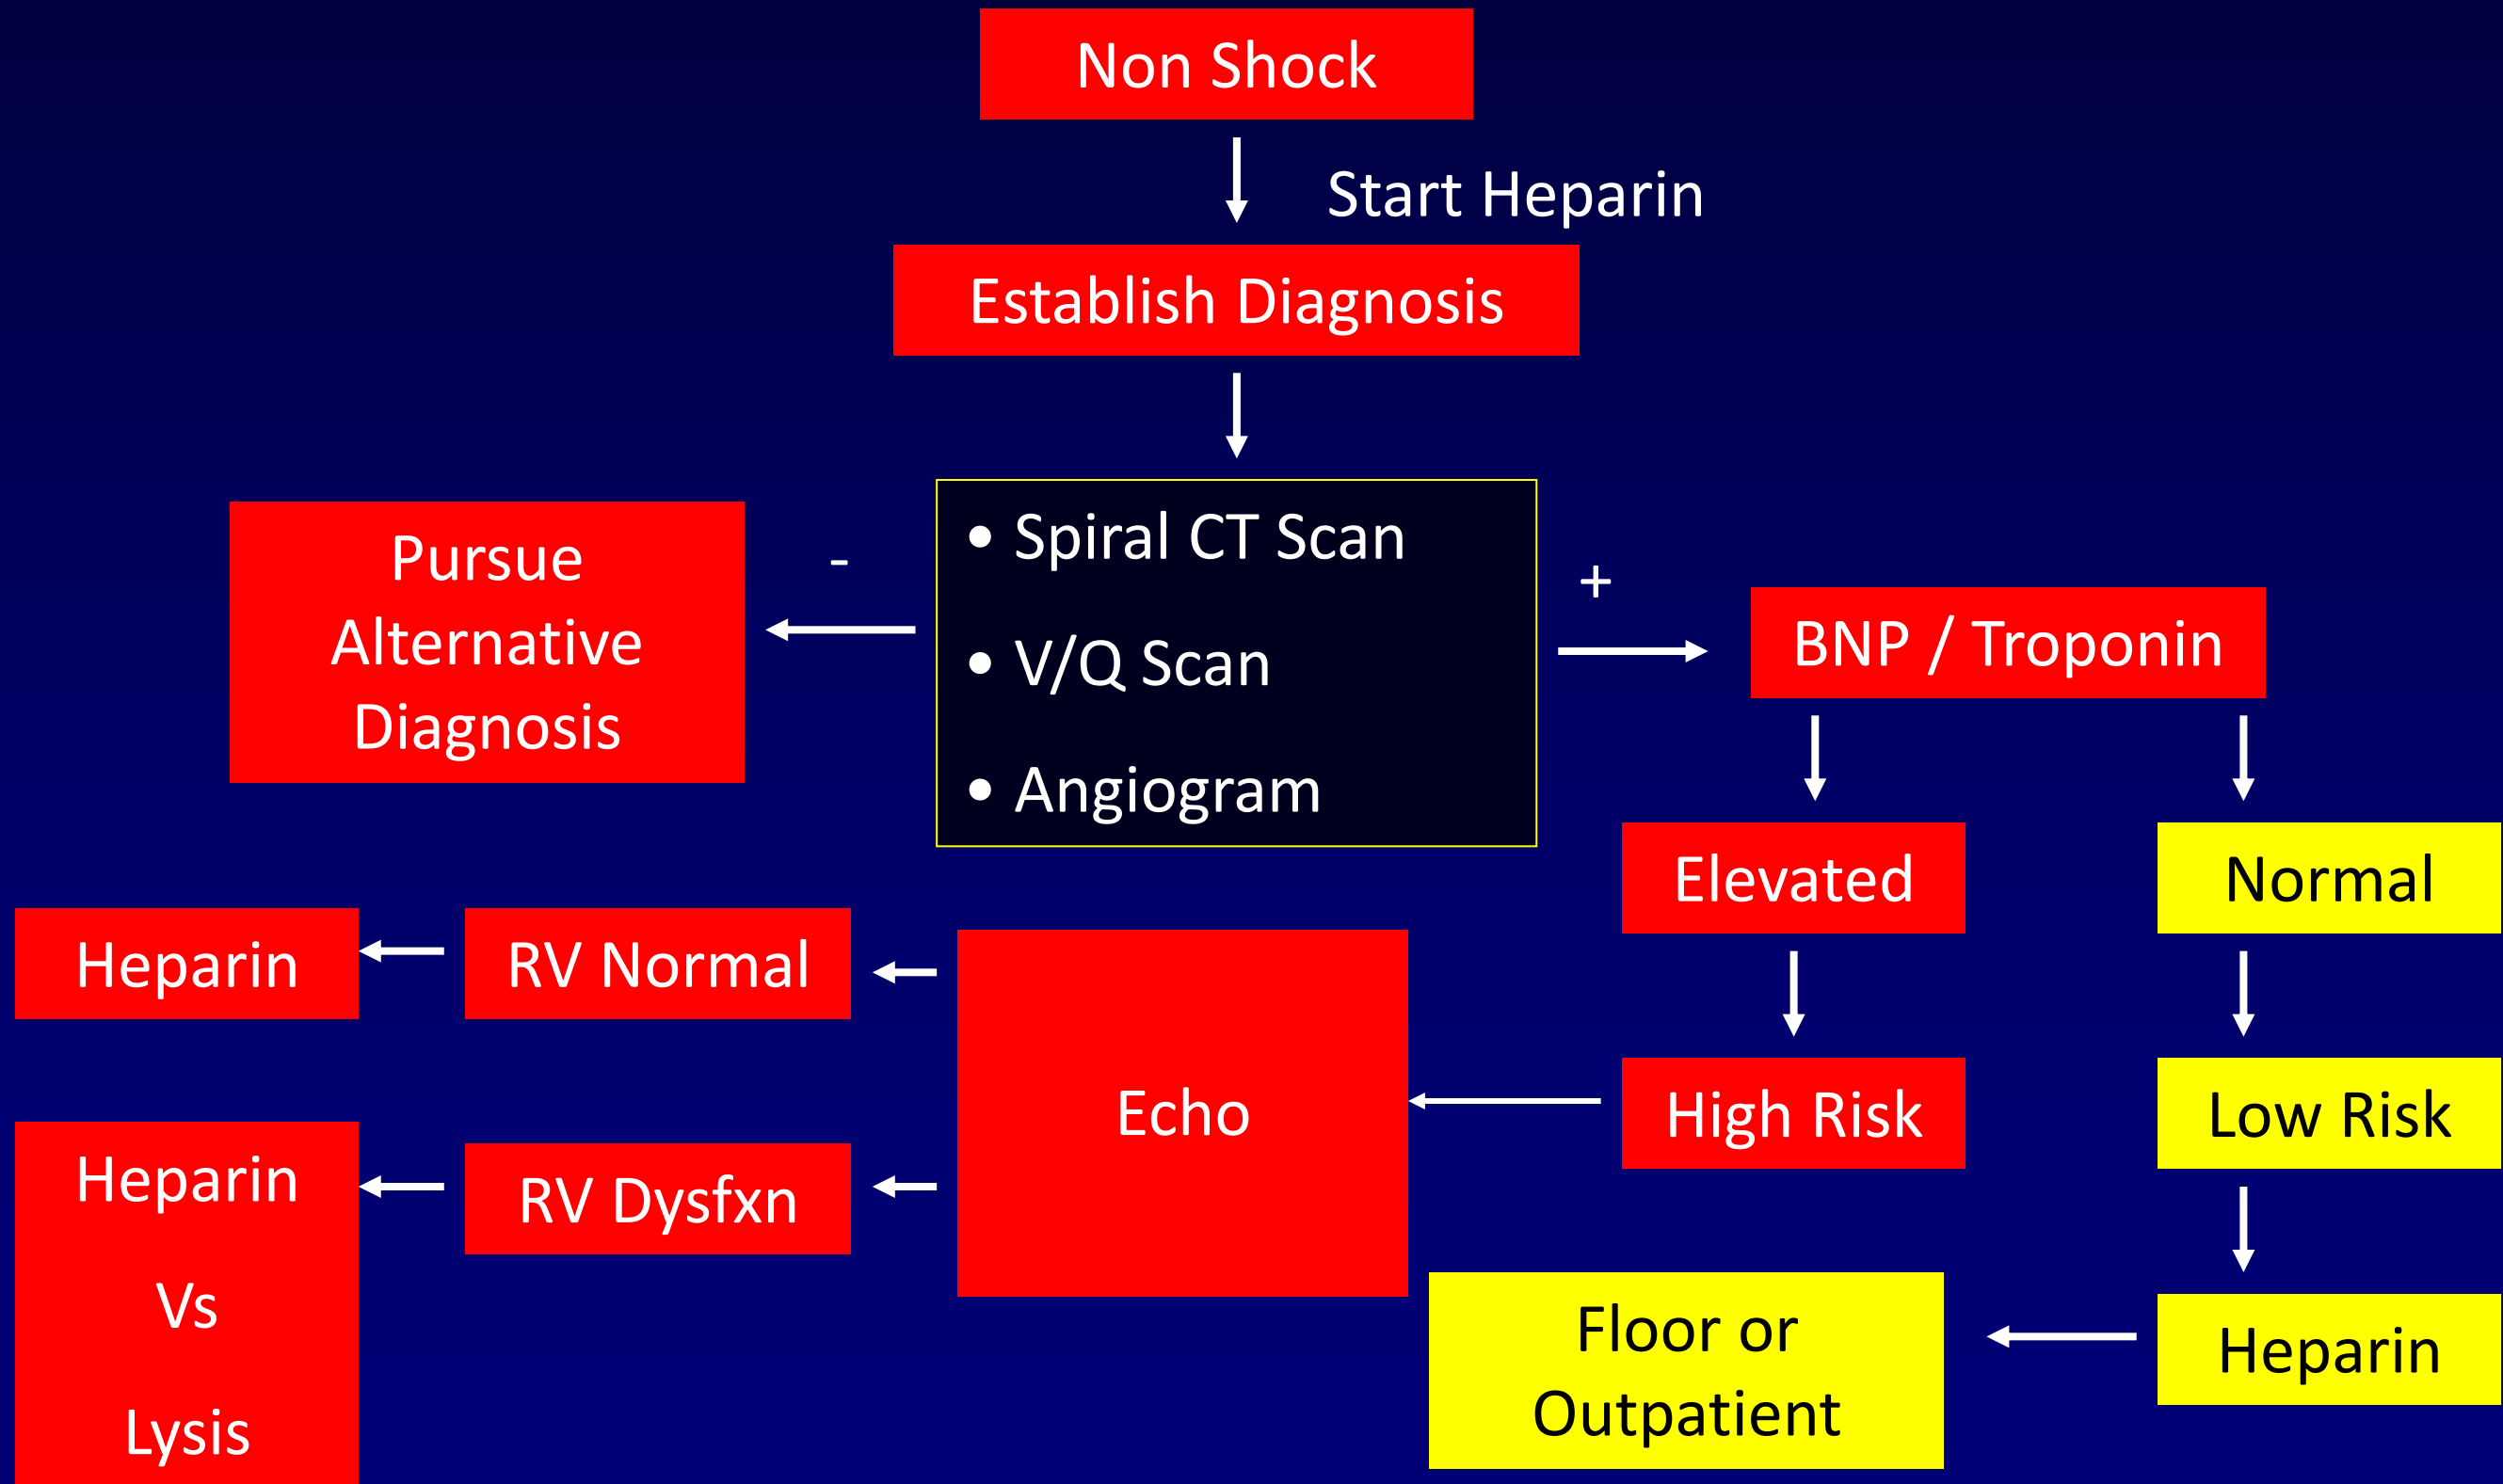 Non Shock
Start Heparin
Establish Diagnosis
Pursue
Alternative
Diagnosis
-
• Spiral CT Scan
• V/Q Scan
• Angiogram
+
BNP / Troponin
Elevated
Normal
Heparin
RV Normal
Echo
High Risk
Low Risk
Heparin
Vs
Lysis
RV Dysfxn
Floor or
Outpatient
Heparin